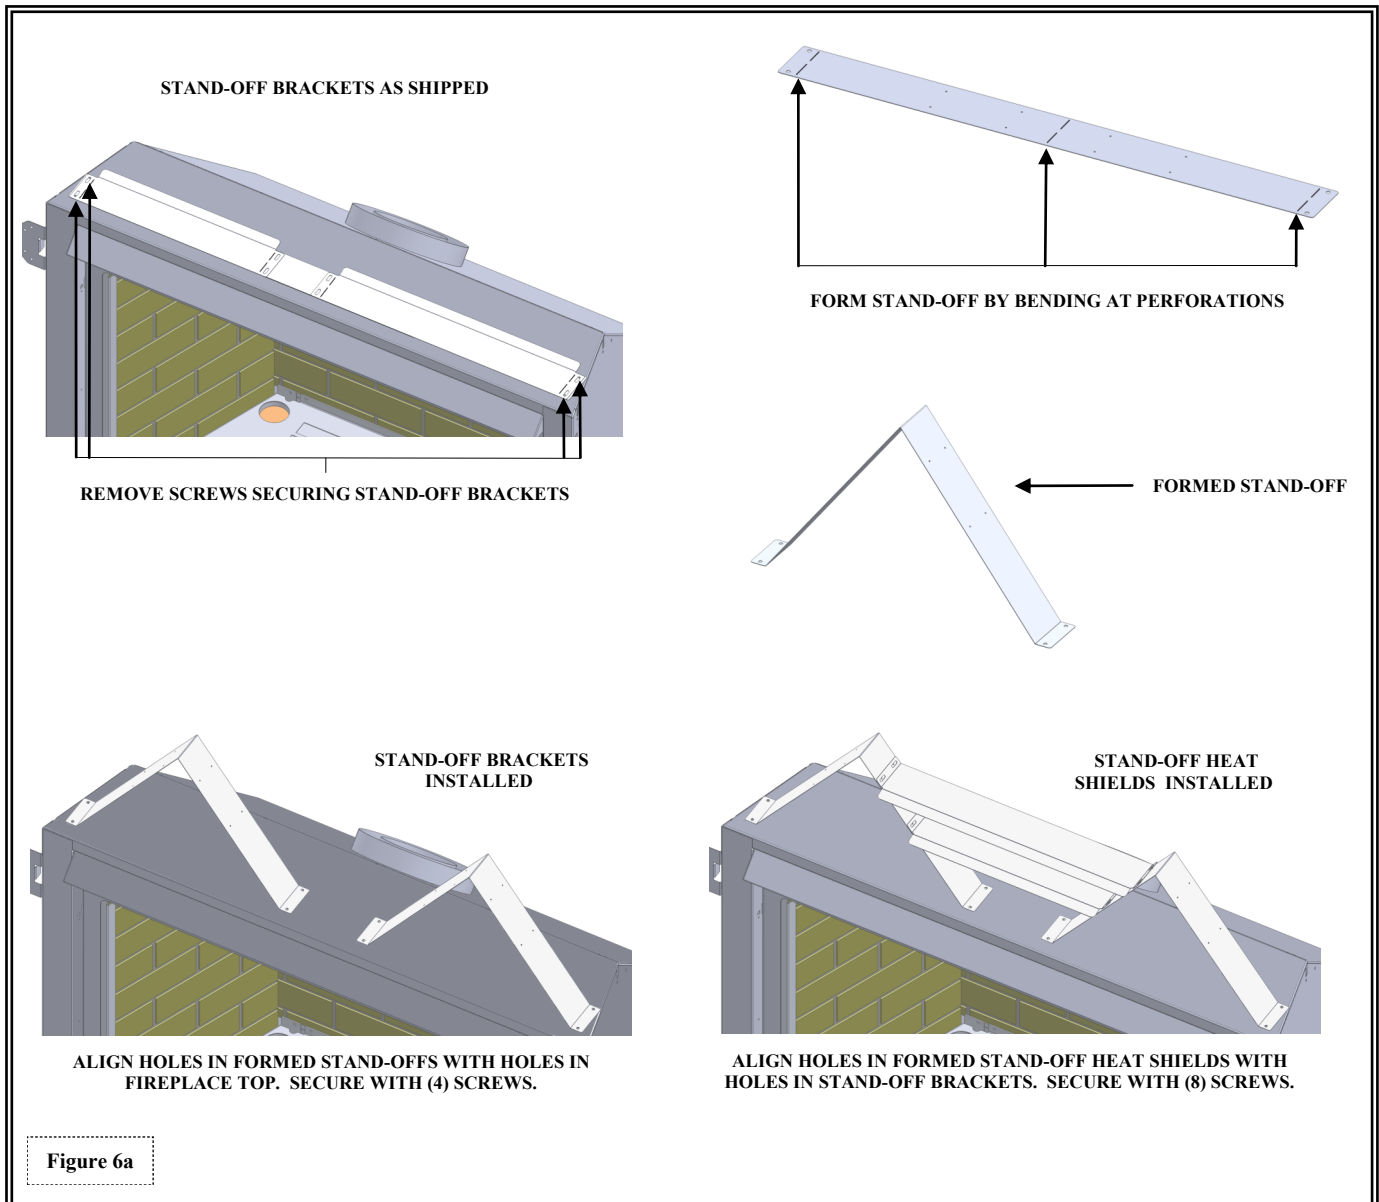 STAND-OFF BRACKETS AS SHIPPED
REMOVE SCREWS SECURING STAND-OFF BRACKETS
FORM STAND-OFF BY BENDING AT PERFORATIONS
FORMED STAND-OFF
STAND-OFF BRACKETS
INSTALLED
ALIGN HOLES IN FORMED STAND-OFFS WITH HOLES IN
FIREPLACE TOP. SECURE WITH (4) SCREWS.
STAND-OFF HEAT
SHIELDS INSTALLED
ALIGN HOLES IN FORMED STAND-OFF HEAT SHIELDS WITH
HOLES IN STAND-OFF BRACKETS. SECURE WITH (8) SCREWS.
Figure 6a